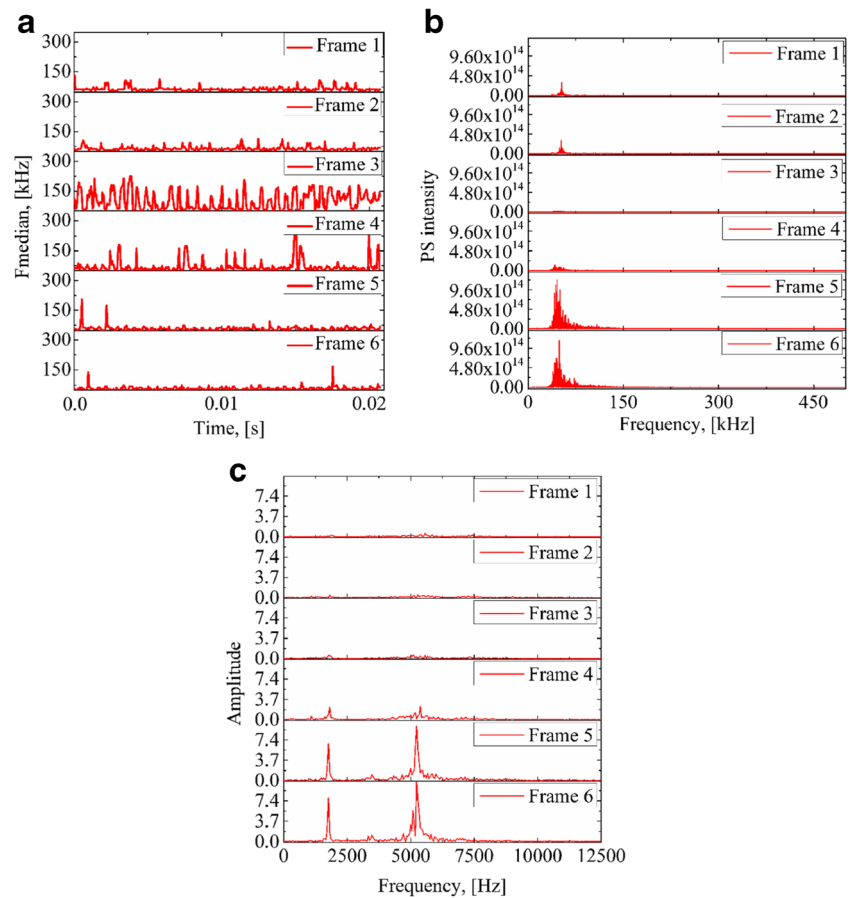 a
300
150
Frame 1
300
150
Frame 2
300
150
Frame 3
300
150
Frame 4
300
150
Frame 5
300
150
Frame 6
0.0
0.01
0.02
Time, [s]
Fmedian, [kHz]
b
9.60x10^14
4.80x10^14
0.00
Frame 1
9.60x10^14
4.80x10^14
0.00
Frame 2
9.60x10^14
4.80x10^14
0.00
Frame 3
9.60x10^14
4.80x10^14
0.00
Frame 4
9.60x10^14
4.80x10^14
0.00
Frame 5
9.60x10^14
4.80x10^14
0.00
Frame 6
0
150
300
450
Frequency, [kHz]
PS intensity
c
7.4
3.7
0.0
Frame 1
7.4
3.7
0.0
Frame 2
7.4
3.7
0.0
Frame 3
7.4
3.7
0.0
Frame 4
7.4
3.7
0.0
Frame 5
7.4
3.7
0.0
Frame 6
0
2500
5000
7500
10000
12500
Frequency, [Hz]
Amplitude